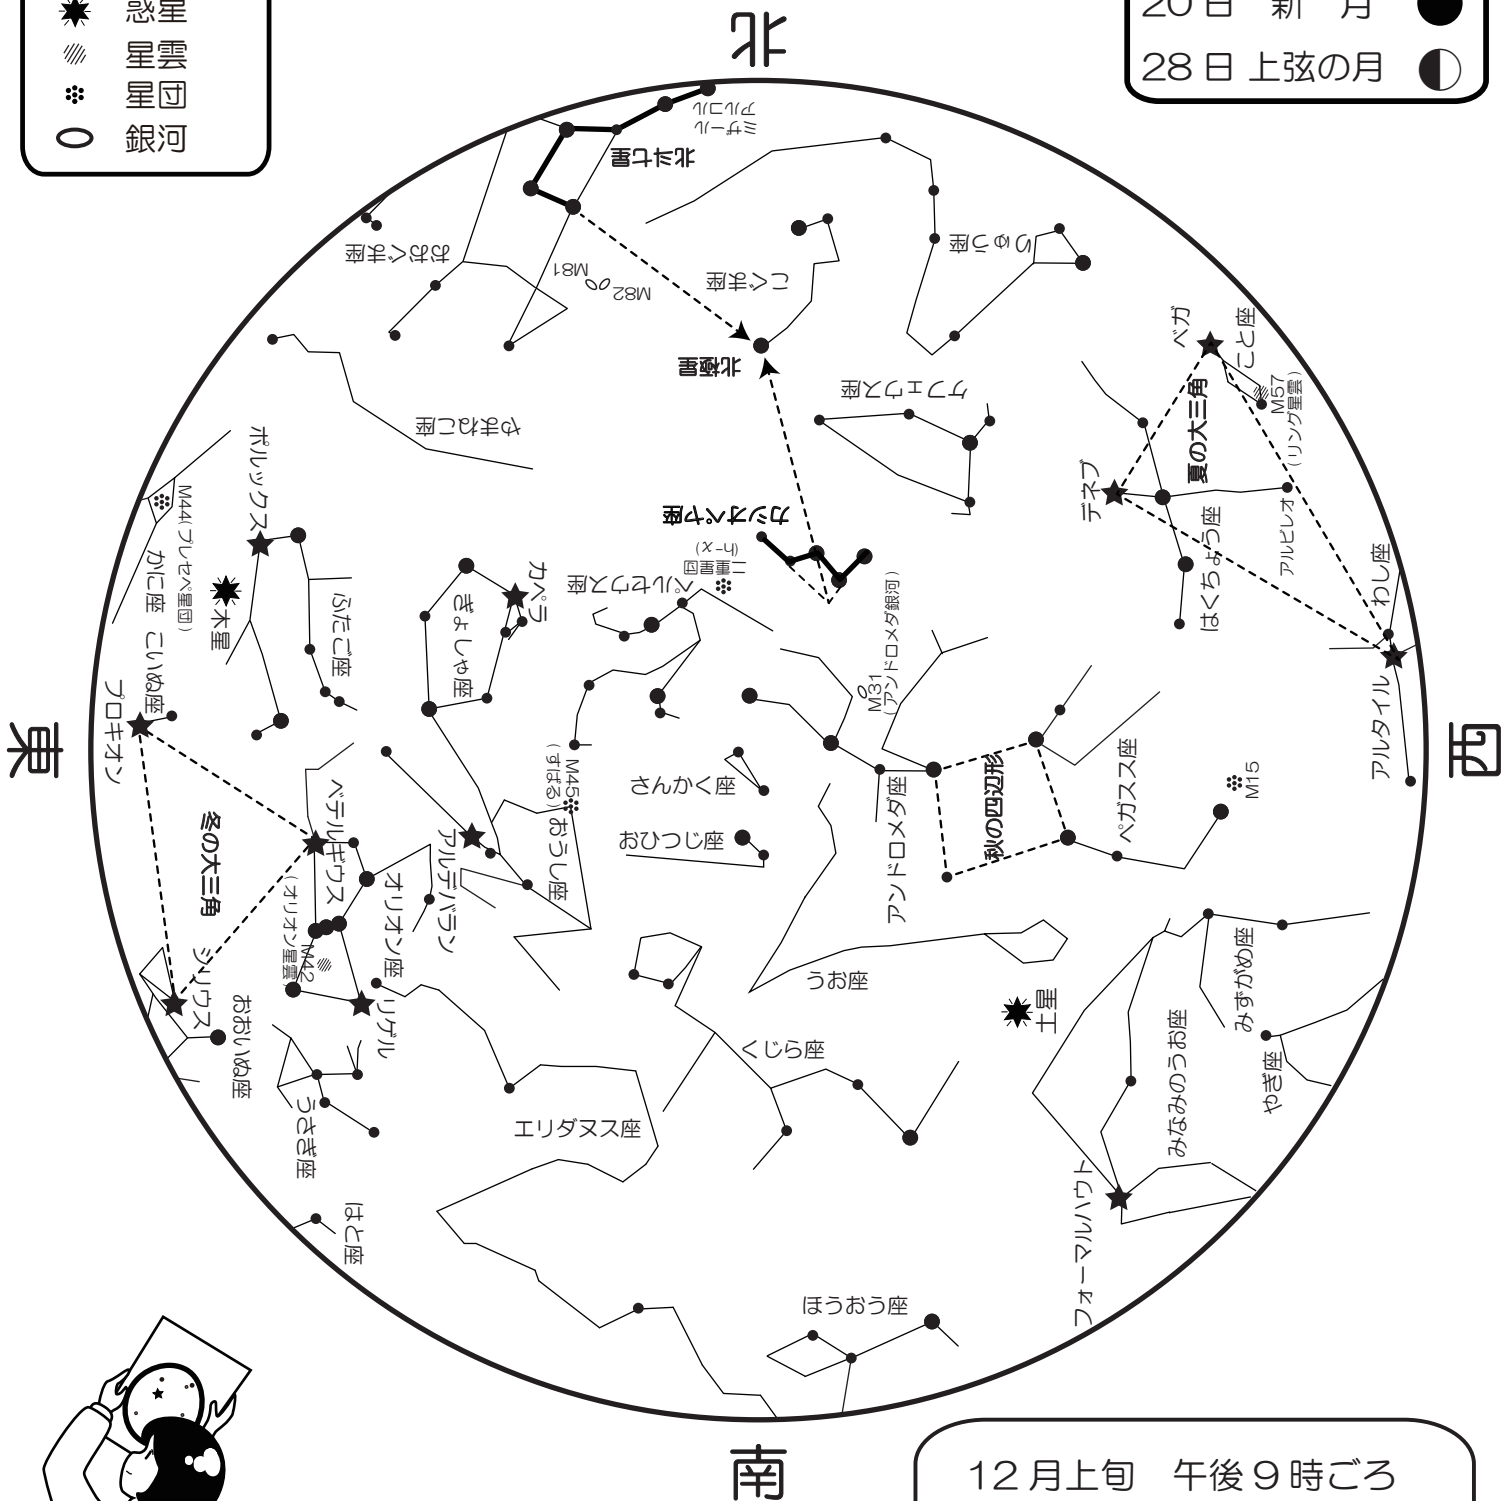 惑星
星雲
星団
銀河
20日 新 月
28日 上弦の月
北
ミザール
アルコル
北斗七星
おおぐま座
M81
M82
こぐま座
りゅう座
北極星
ケフェウス座
やまねこ座
カシオペヤ座
二重星団
(h-χ)
ペルセウス座
ベガ
こと座
M57
(リング星雲)
夏の大三角
デネブ
はくちょう座
アルビレオ
わし座
アルタイル
西
ポルックス
M44(プレセペ星団)
かに座
木星
ふたご座
こいぬ座
プロキオン
東
カペラ
ぎょしゃ座
M31
(アンドロメダ銀河)
アンドロメダ座
秋の四辺形
ペガスス座
M15
さんかく座
おひつじ座
M45
(すばる)
おうし座
アルデバラン
ベテルギウス
冬の大三角
オリオン座
M42
(オリオン星雲)
シリウス
おおいぬ座
リゲル
うさぎ座
はと座
エリダヌス座
くじら座
うお座
土星
みずがめ座
やぎ座
みなみのうお座
フォーマルハウト
ほうおう座
南
12月上旬 午後9時ごろ